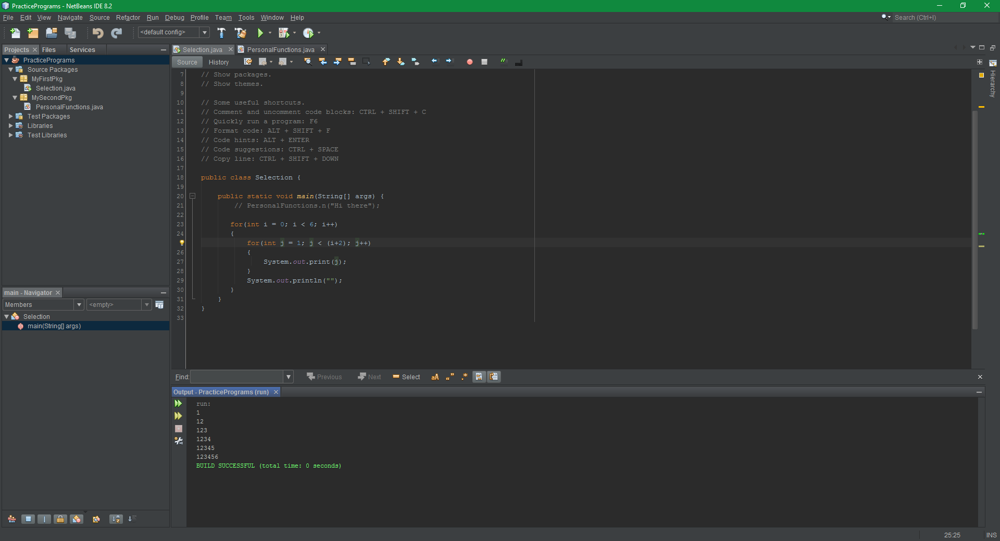 PracticePrograms - NetBeans IDE 8.2
File Edit View Navigate Source Refactor Run Debug Profile Team Tools Window Help
Search (Ctrl+I)
<default config>
Projects Files Services
PracticePrograms
Source Packages
MyFirstPkg
Selection.java
MySecondPkg
PersonalFunctions.java
Test Packages
Libraries
Test Libraries
main - Navigator
Members <empty>
Selection
main(String[] args)
Selection.java PersonalFunctions.java
Source History
7 // Show packages.
8 // Show themes.
9
10 // Some useful shortcuts.
11 // Comment and uncomment code blocks: CTRL + SHIFT + C
12 // Quickly run a program: F6
13 // Format code: ALT + SHIFT + F
14 // Code hints: ALT + ENTER
15 // Code suggestions: CTRL + SPACE
16 // Copy line: CTRL + SHIFT + DOWN
17
18 public class Selection {
19
20 public static void main(String[] args) {
21 // PersonalFunctions.n("Hi there");
22
23 for(int i = 0; i < 6; i++)
24 {
for(int j = 1; j < (i+2); j++)
26 {
27 System.out.print(j);
28 }
29 System.out.println("");
30 }
31 }
32 }
33
Hierarchy
Find: Previous Next Select
Output - PracticePrograms (run)
run:
1
12
123
1234
12345
123456
BUILD SUCCESSFUL (total time: 0 seconds)
25:25 INS